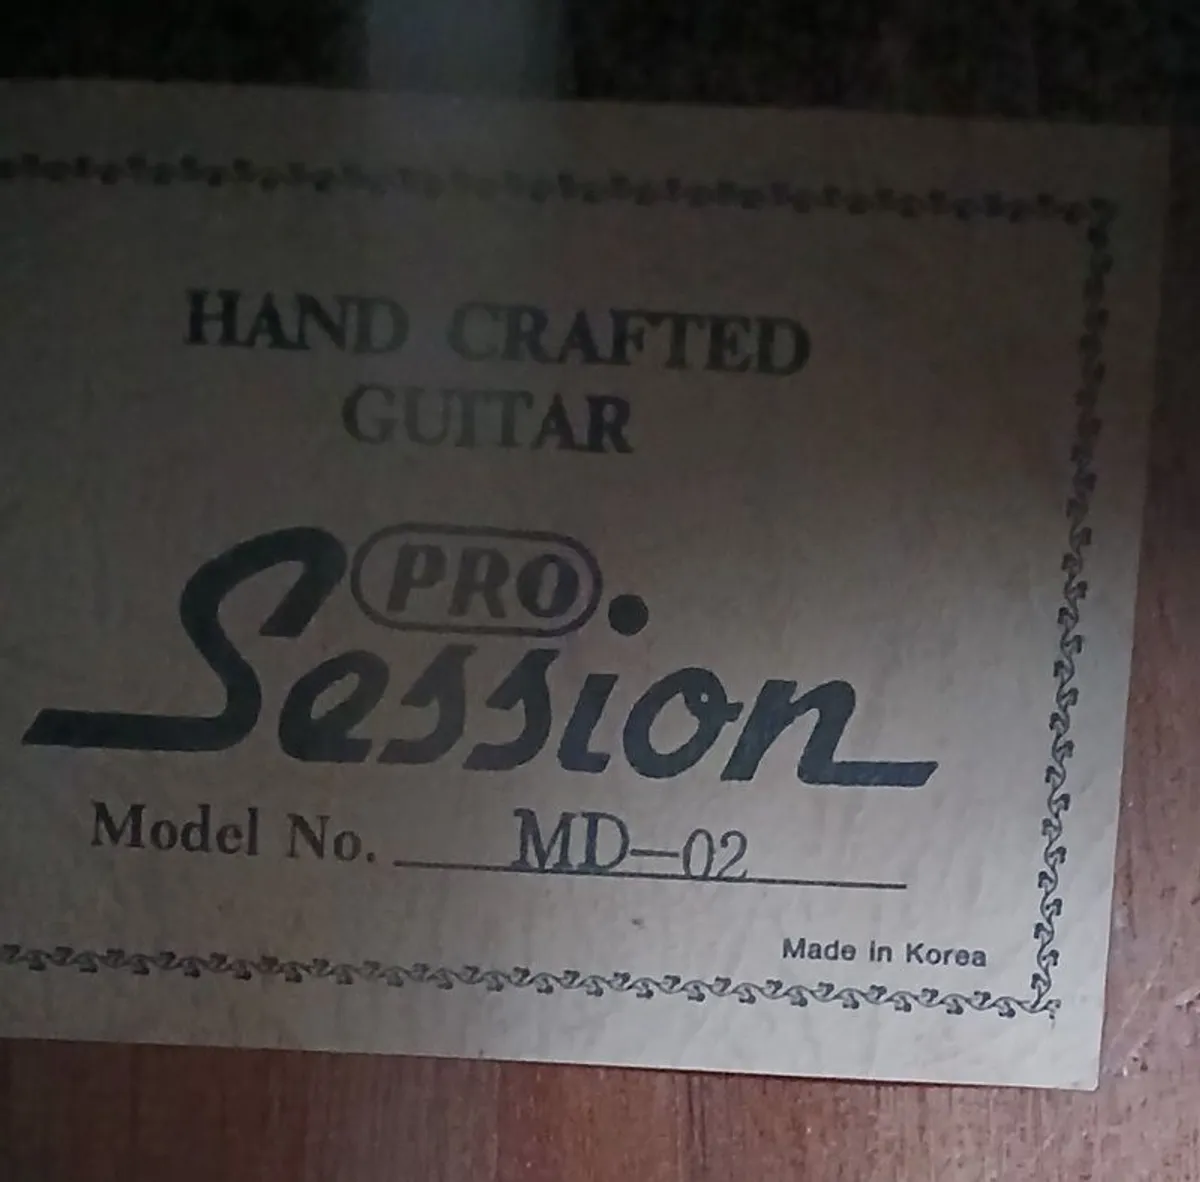 HAND CRAFTED
GUITAR
PRO
Session
Model No. MD-02
Made in Korea